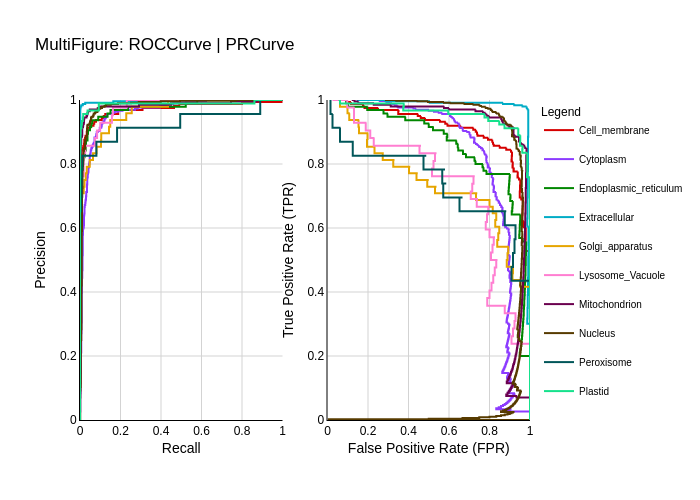 MultiFigure: ROCCurve | PRCurve
Precision
1
0.8
0.6
0.4
0.2
0
0 0.2 0.4 0.6 0.8 1
Recall
True Positive Rate (TPR)
1
0.8
0.6
0.4
0.2
0
0 0.2 0.4 0.6 0.8 1
False Positive Rate (FPR)
Legend
Cell_membrane
Cytoplasm
Endoplasmic_reticulum
Extracellular
Golgi_apparatus
Lysosome_Vacuole
Mitochondrion
Nucleus
Peroxisome
Plastid